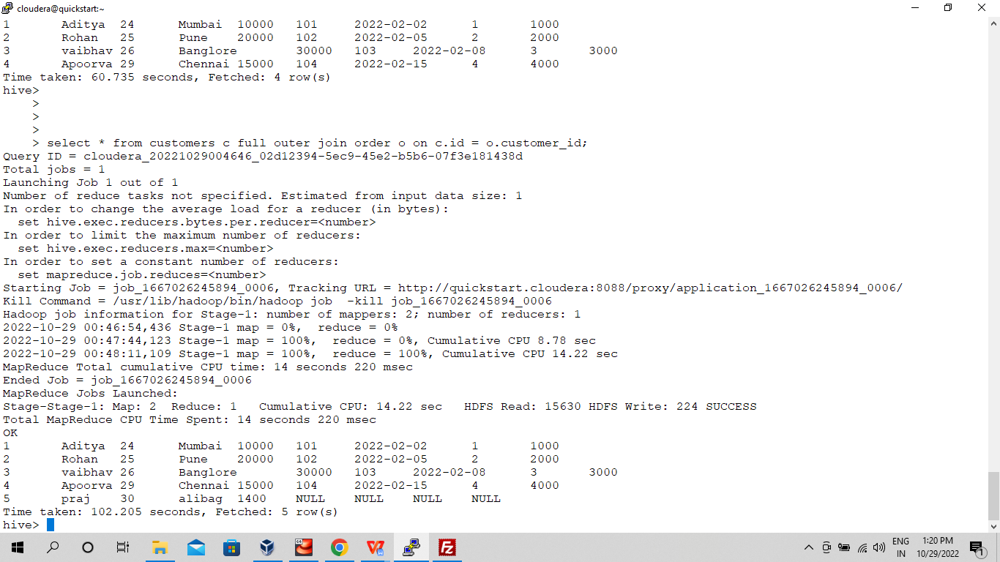 cloudera@quickstart:~
1 Aditya 24 Mumbai 10000 101 2022-02-02 1 1000
2 Rohan 25 Pune 20000 102 2022-02-05 2 2000
3 vaibhav 26 Banglore 30000 103 2022-02-08 3 3000
4 Apoorva 29 Chennai 15000 104 2022-02-15 4 4000
Time taken: 60.735 seconds, Fetched: 4 row(s)
hive>
>
>
>
> select * from customers c full outer join order o on c.id = o.customer_id;
Query ID = cloudera_20221029004646_02d12394-5ec9-45e2-b5b6-07f3e181438d
Total jobs = 1
Launching Job 1 out of 1
Number of reduce tasks not specified. Estimated from input data size: 1
In order to change the average load for a reducer (in bytes):
set hive.exec.reducers.bytes.per.reducer=<number>
In order to limit the maximum number of reducers:
set hive.exec.reducers.max=<number>
In order to set a constant number of reducers:
set mapreduce.job.reduces=<number>
Starting Job = job_1667026245894_0006, Tracking URL = http://quickstart.cloudera:8088/proxy/application_1667026245894_0006/
Kill Command = /usr/lib/hadoop/bin/hadoop job  -kill job_1667026245894_0006
Hadoop job information for Stage-1: number of mappers: 2; number of reducers: 1
2022-10-29 00:46:54,436 Stage-1 map = 0%,  reduce = 0%
2022-10-29 00:47:44,123 Stage-1 map = 100%,  reduce = 0%, Cumulative CPU 8.78 sec
2022-10-29 00:48:11,109 Stage-1 map = 100%,  reduce = 100%, Cumulative CPU 14.22 sec
MapReduce Total cumulative CPU time: 14 seconds 220 msec
Ended Job = job_1667026245894_0006
MapReduce Jobs Launched:
Stage-Stage-1: Map: 2  Reduce: 1   Cumulative CPU: 14.22 sec   HDFS Read: 15630 HDFS Write: 224 SUCCESS
Total MapReduce CPU Time Spent: 14 seconds 220 msec
OK
1 Aditya 24 Mumbai 10000 101 2022-02-02 1 1000
2 Rohan 25 Pune 20000 102 2022-02-05 2 2000
3 vaibhav 26 Banglore 30000 103 2022-02-08 3 3000
4 Apoorva 29 Chennai 15000 104 2022-02-15 4 4000
5 praj 30 alibag 1400 NULL NULL NULL NULL
Time taken: 102.205 seconds, Fetched: 5 row(s)
hive>
64
Fz
ENG
IN
1:20 PM
10/29/2022
1